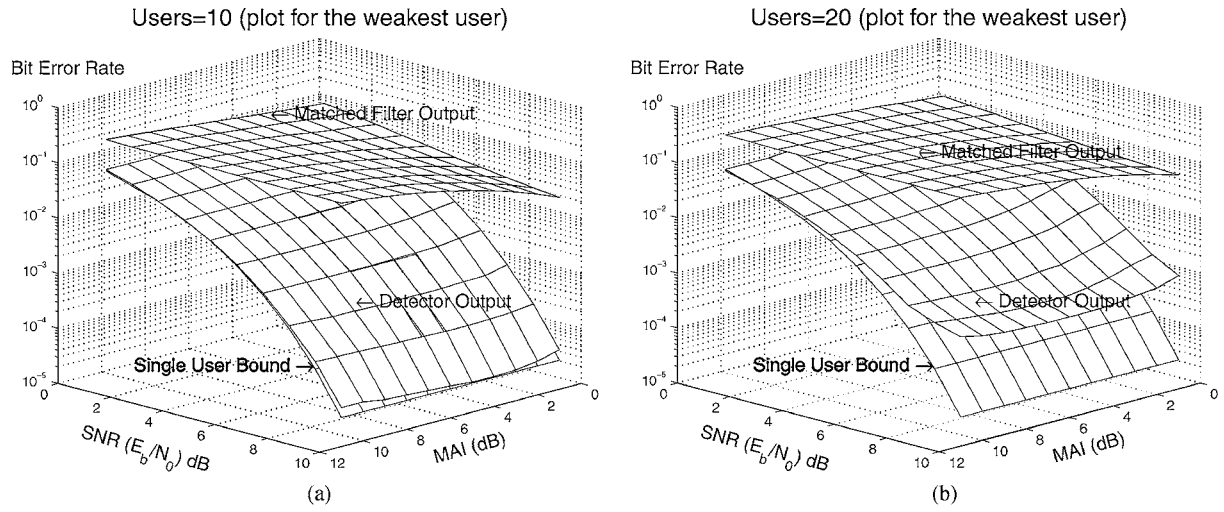 Users=10 (plot for the weakest user)
Bit Error Rate
10^0
← Matched Filter Output
10^-1
10^-2
10^-3
← Detector Output
10^-4
Single User Bound →
10^-5
0
2
4
6
8
10
SNR (E_b/N_0) dB
12
10
8
6
4
2
0
MAI (dB)
(a)
Users=20 (plot for the weakest user)
Bit Error Rate
10^0
← Matched Filter Output
10^-1
10^-2
10^-3
← Detector Output
10^-4
Single User Bound →
10^-5
0
2
4
6
8
10
SNR (E_b/N_0) dB
12
10
8
6
4
2
0
MAI (dB)
(b)